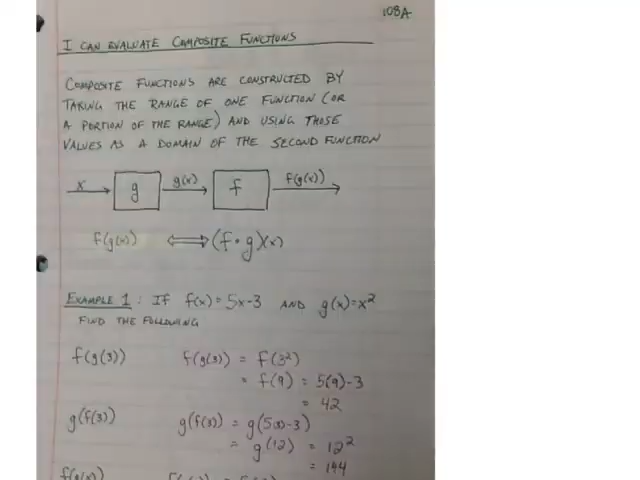 108A
I CAN EVALUATE COMPOSITE FUNCTIONS
COMPOSITE FUNCTIONS ARE CONSTRUCTED BY
TAKING THE RANGE OF ONE FUNCTION (OR
A PORTION OF THE RANGE) AND USING THOSE
VALUES AS A DOMAIN OF THE SECOND FUNCTION
x g g(x) f f(g(x))
f(g(x)) ⟺ (f∘g)(x)
EXAMPLE 1: IF f(x)=5x-3 AND g(x)=x²
FIND THE FOLLOWING
f(g(3)) f(g(3)) = f(3²)
= f(9) = 5(9)-3
= 42
g(f(3)) g(f(3)) = g(5(3)-3)
= g(12) = 12²
= 144
f(g(x))